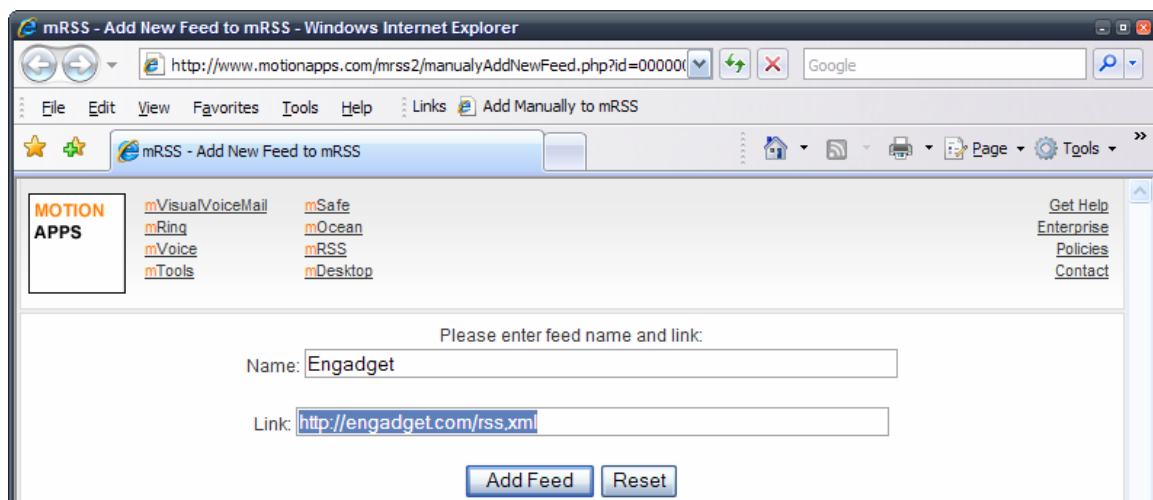 mRSS - Add New Feed to mRSS - Windows Internet Explorer
http://www.motionapps.com/mrss2/manualyAddNewFeed.php?id=000000 Google
File Edit View Favorites Tools Help Links Add Manually to mRSS
mRSS - Add New Feed to mRSS Page Tools »
MOTION APPS
mVisualVoiceMail mSafe Get Help
mRing mOcean Enterprise
mVoice mRSS Policies
mTools mDesktop Contact
Please enter feed name and link:
Name: Engadget
Link: http://engadget.com/rss,xml
Add Feed Reset